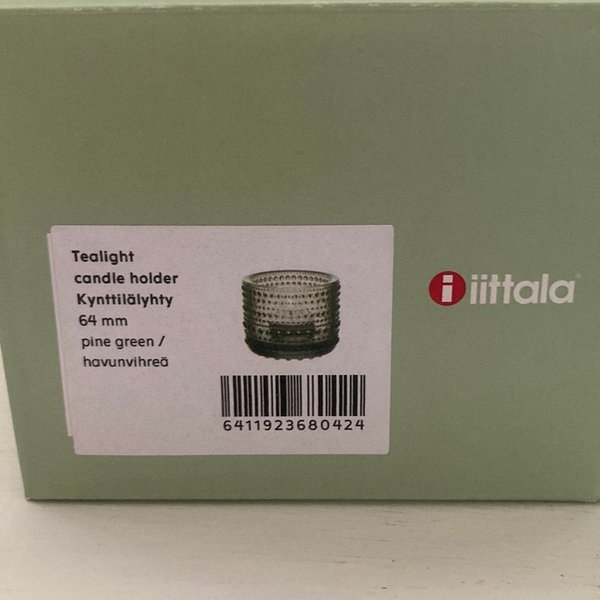 Tealight
candle holder
Kynttilälyhty
64 mm
pine green /
havunvihreä
6411923680424
i iittala